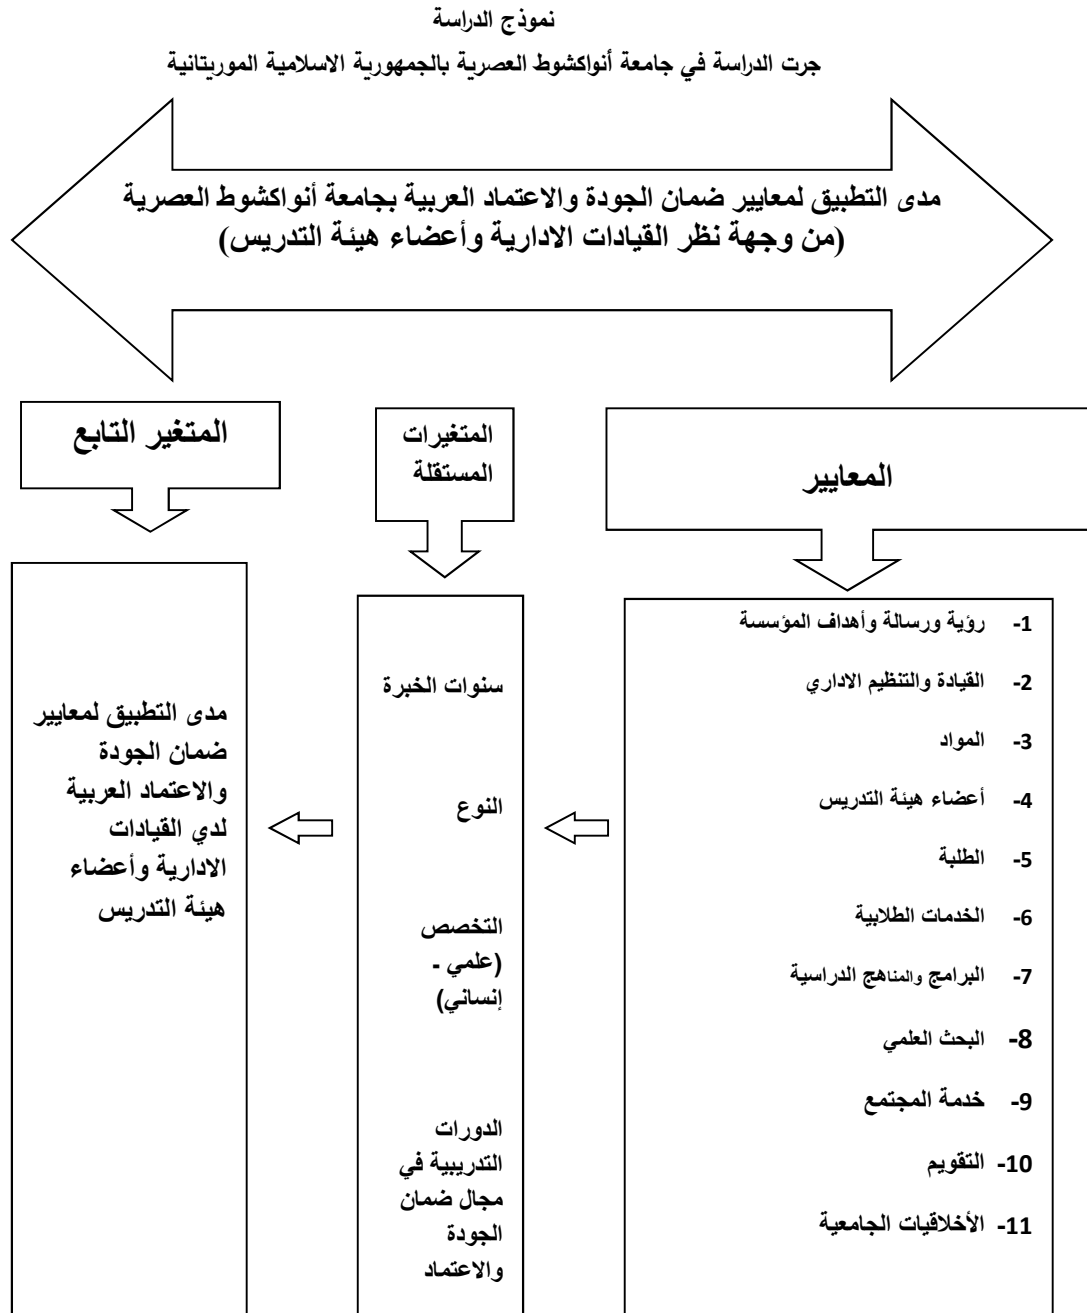 نموذج الدراسة
جرت الدراسة في جامعة أنواكشوط العصرية بالجمهورية الاسلامية الموريتانية
مدى التطبيق لمعايير ضمان الجودة والاعتماد العربية بجامعة أنواكشوط العصرية
(من وجهة نظر القيادات الادارية وأعضاء هيئة التدريس)
المعايير
1- رؤية ورسالة وأهداف المؤسسة
2- القيادة والتنظيم الاداري
3- المواد
4- أعضاء هيئة التدريس
5- الطلبة
6- الخدمات الطلابية
7- البرامج والمناهج الدراسية
8- البحث العلمي
9- خدمة المجتمع
10- التقويم
11- الأخلاقيات الجامعية
المتغيرات
المستقلة
سنوات الخبرة
النوع
التخصص
(علمي -
إنساني)
الدورات
التدريبية في
مجال ضمان
الجودة
والاعتماد
المتغير التابع
مدى التطبيق لمعايير
ضمان الجودة
والاعتماد العربية
لدي القيادات
الادارية وأعضاء
هيئة التدريس